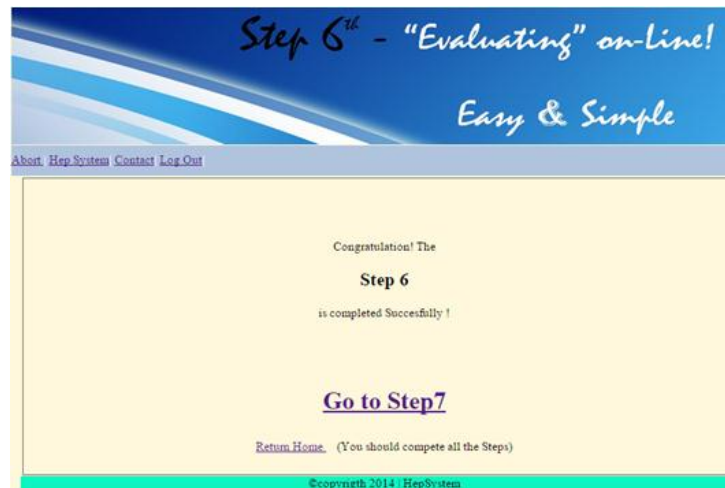 Step 6th - "Evaluating" on-Line!
Easy & Simple
Abort | Hep System | Contact | Log Out
Congratulation! The
Step 6
is completed Succesfully !
Go to Step7
Return Home (You should compete all the Steps)
©copyrigth 2014 | HepSystem